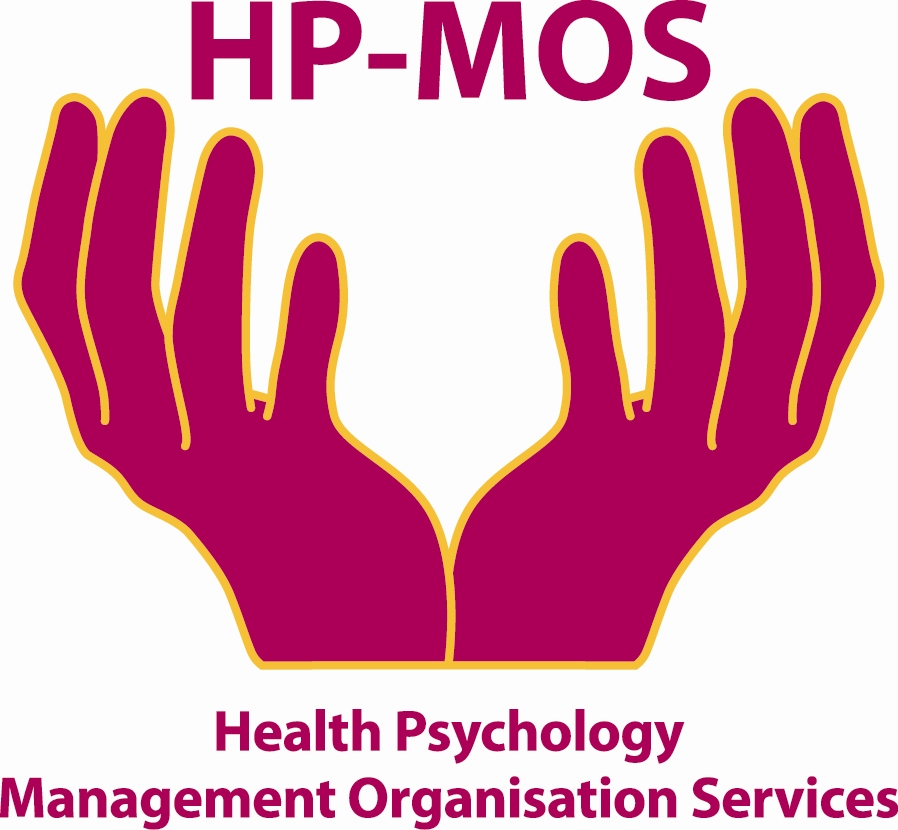 HP-MOS
Health Psychology
Management Organisation Services